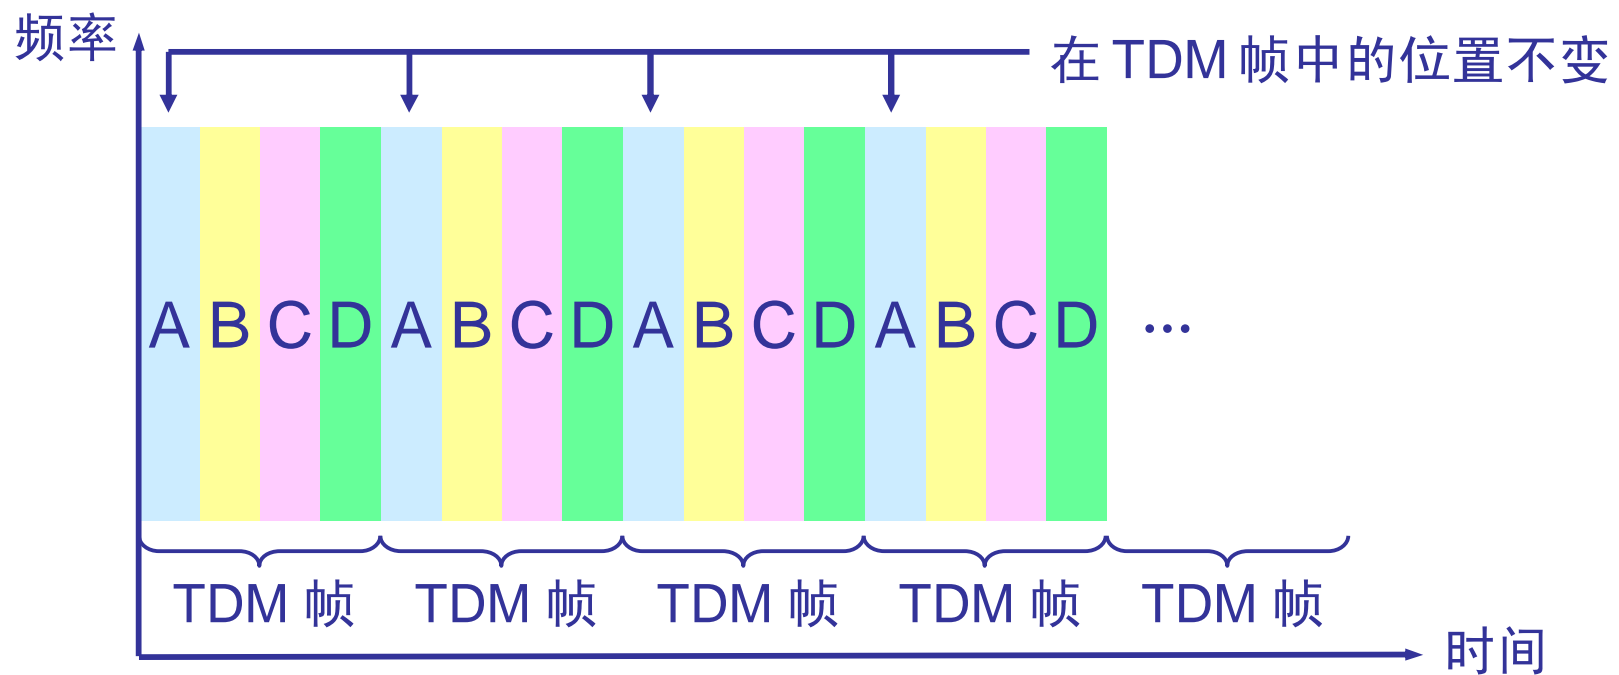 频率
在 TDM 帧中的位置不变
A B C D A B C D A B C D A B C D ...
TDM 帧 TDM 帧 TDM 帧 TDM 帧 TDM 帧
时间